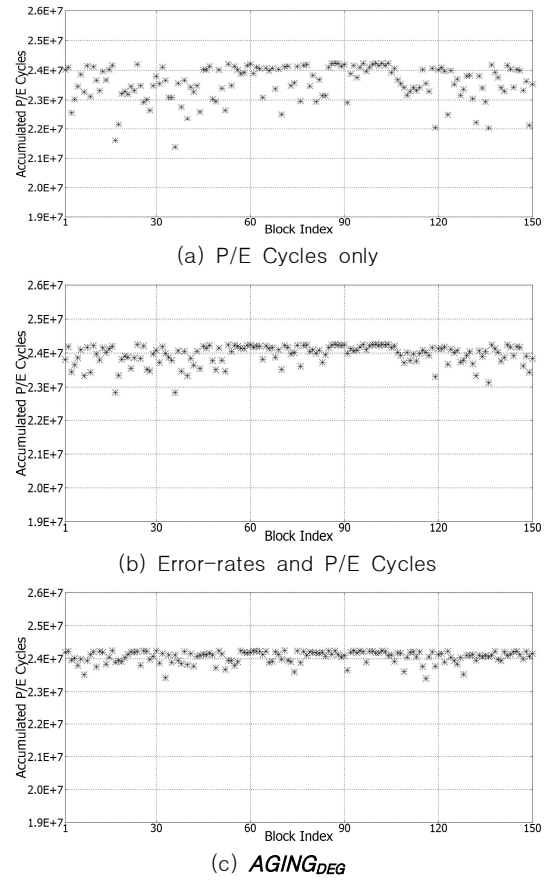 2.6E+7
2.5E+7
2.4E+7
2.3E+7
2.2E+7
2.1E+7
2.0E+7
1.9E+7
Accumulated P/E Cycles
1 30 60 90 120 150
Block Index
(a) P/E Cycles only
2.6E+7
2.5E+7
2.4E+7
2.3E+7
2.2E+7
2.1E+7
2.0E+7
1.9E+7
Accumulated P/E Cycles
1 30 60 90 120 150
Block Index
(b) Error-rates and P/E Cycles
2.6E+7
2.5E+7
2.4E+7
2.3E+7
2.2E+7
2.1E+7
2.0E+7
1.9E+7
Accumulated P/E Cycles
1 30 60 90 120 150
Block Index
(c) AGING_DEG